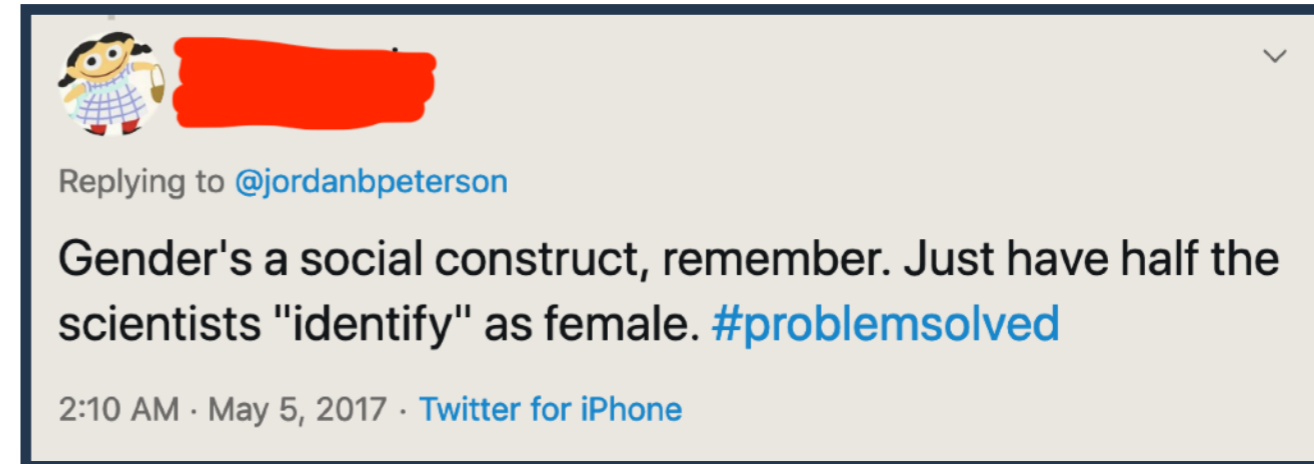 Replying to @jordanbpeterson
Gender's a social construct, remember. Just have half the
scientists "identify" as female. #problemsolved
2:10 AM · May 5, 2017 · Twitter for iPhone